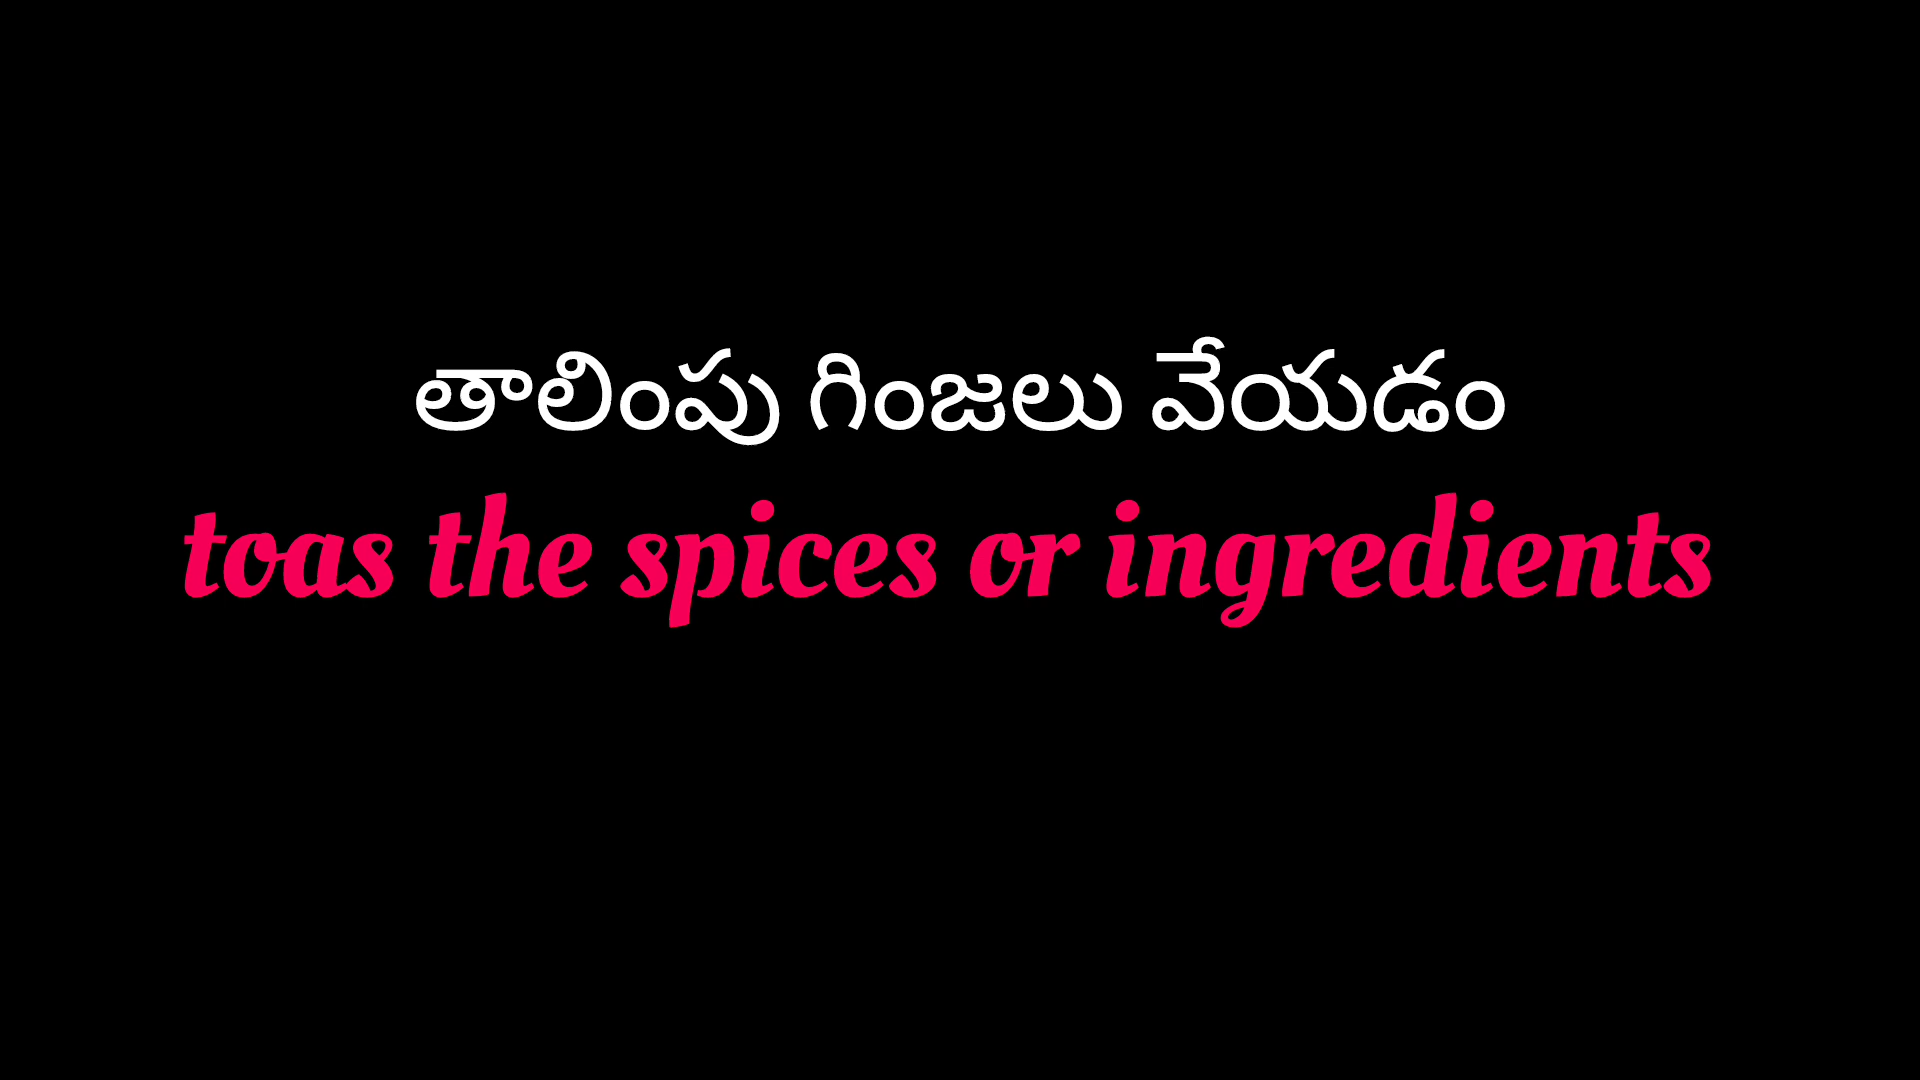 తాలింపు గింజలు వేయడం
toas the spices or ingredients